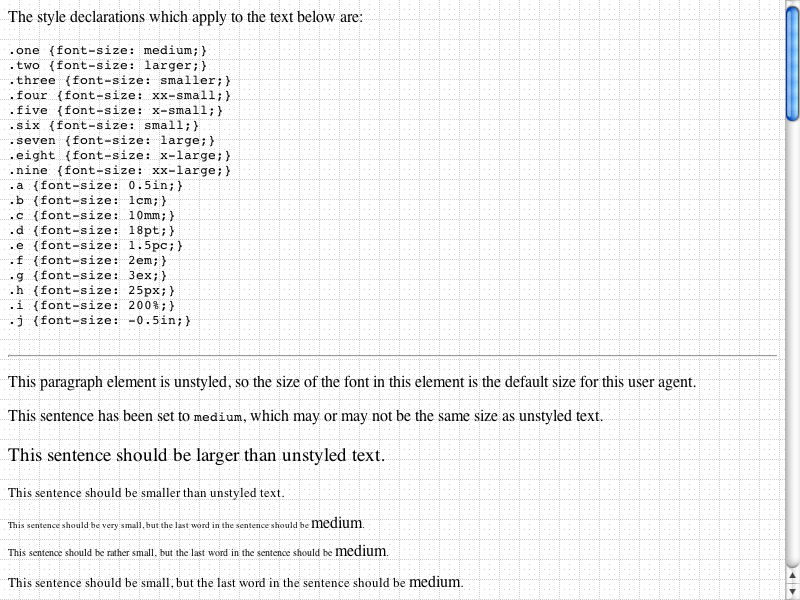 The style declarations which apply to the text below are:
.one {font-size: medium;}
.two {font-size: larger;}
.three {font-size: smaller;}
.four {font-size: xx-small;}
.five {font-size: x-small;}
.six {font-size: small;}
.seven {font-size: large;}
.eight {font-size: x-large;}
.nine {font-size: xx-large;}
.a {font-size: 0.5in;}
.b {font-size: 1cm;}
.c {font-size: 10mm;}
.d {font-size: 18pt;}
.e {font-size: 1.5pc;}
.f {font-size: 2em;}
.g {font-size: 3ex;}
.h {font-size: 25px;}
.i {font-size: 200%;}
.j {font-size: -0.5in;}
This paragraph element is unstyled, so the size of the font in this element is the default size for this user agent.
This sentence has been set to medium, which may or may not be the same size as unstyled text.
This sentence should be larger than unstyled text.
This sentence should be smaller than unstyled text.
This sentence should be very small, but the last word in the sentence should be medium.
This sentence should be rather small, but the last word in the sentence should be medium.
This sentence should be small, but the last word in the sentence should be medium.